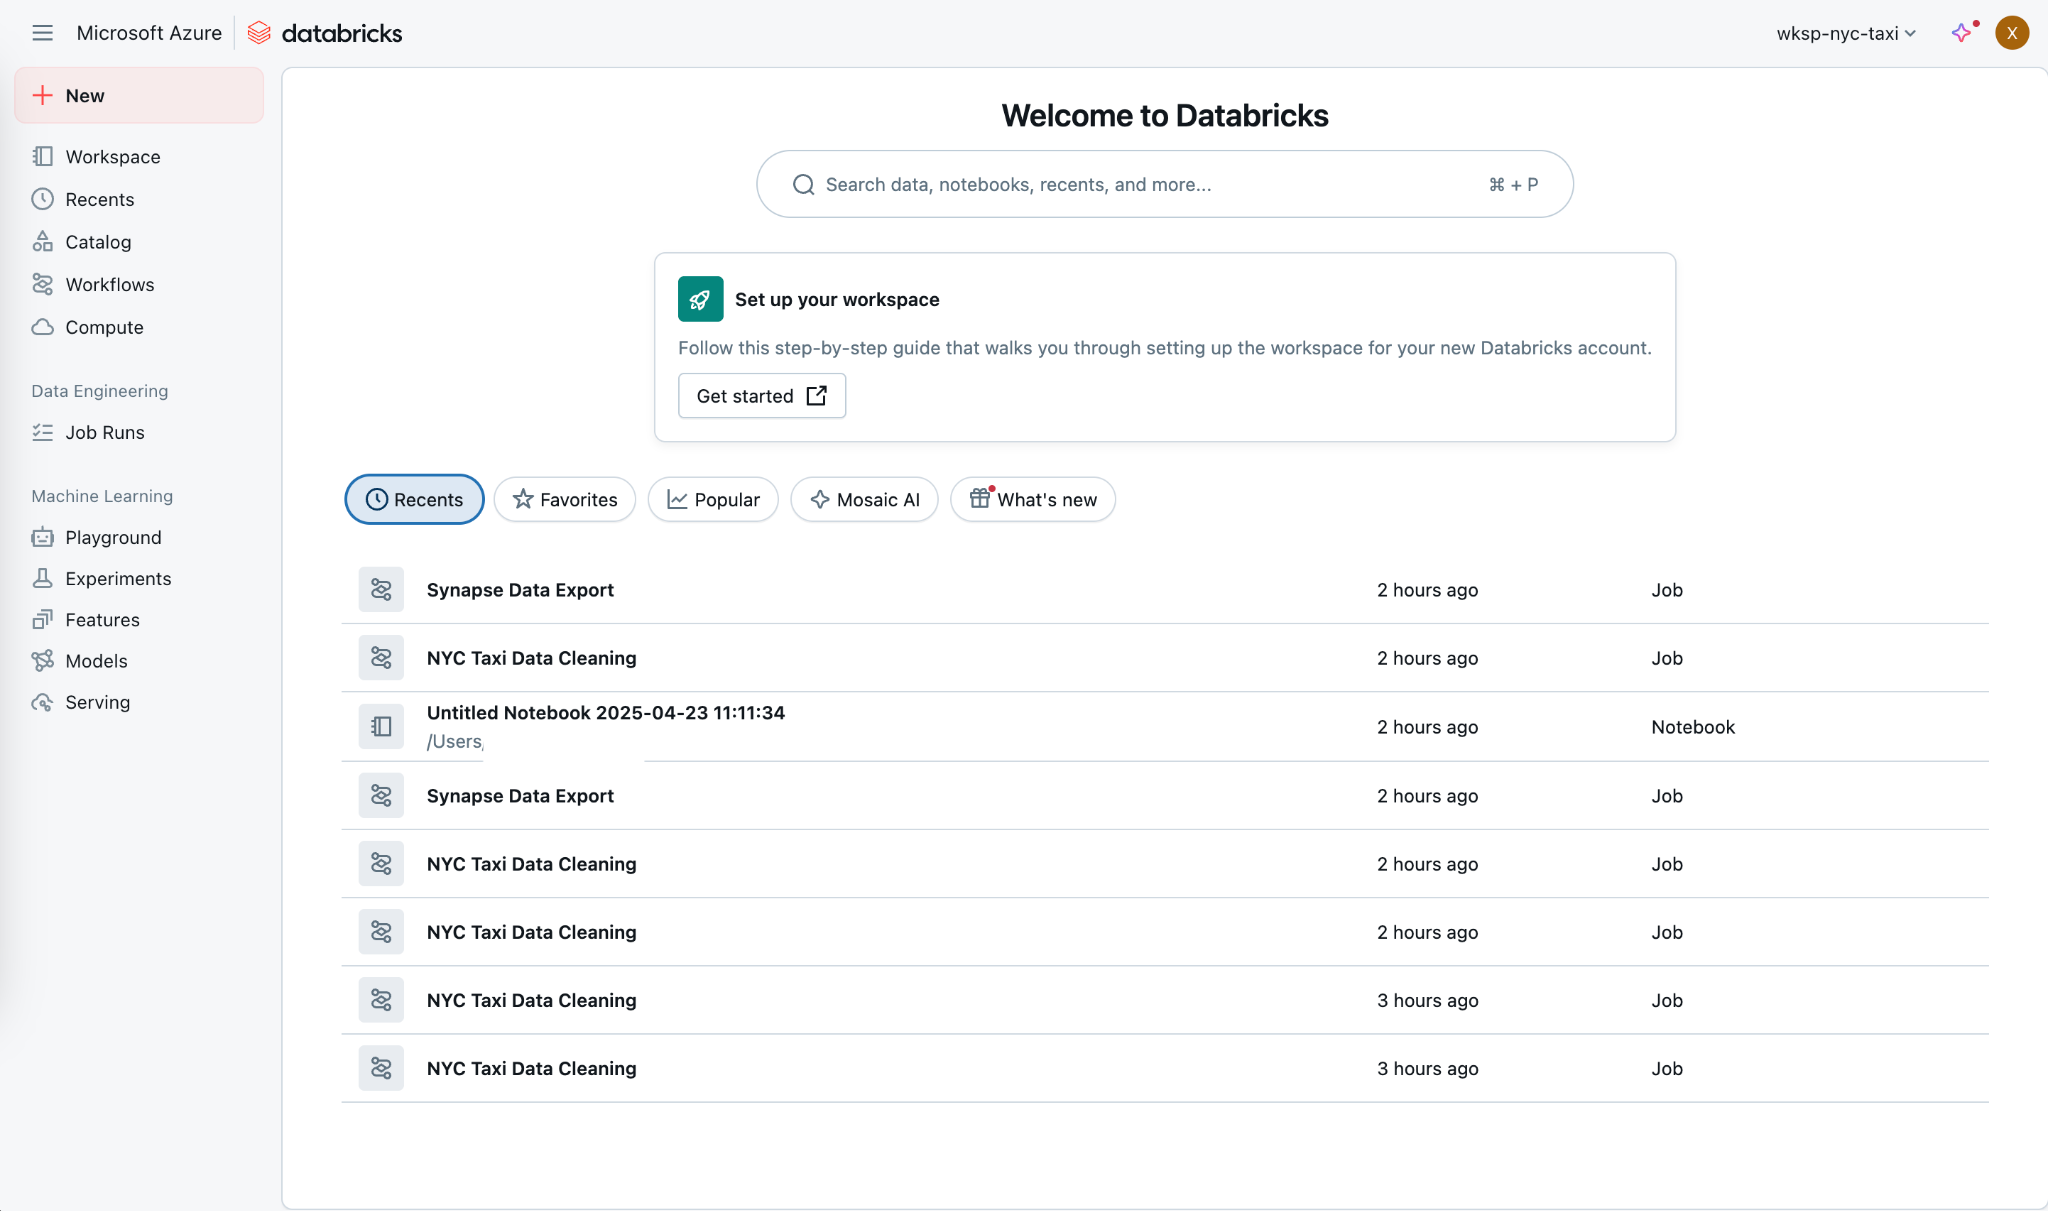 Microsoft Azure databricks wksp-nyc-taxi X
New
Workspace
Recents
Catalog
Workflows
Compute
Data Engineering
Job Runs
Machine Learning
Playground
Experiments
Features
Models
Serving
Welcome to Databricks
Search data, notebooks, recents, and more... ⌘ + P
Set up your workspace
Follow this step-by-step guide that walks you through setting up the workspace for your new Databricks account.
Get started
Recents Favorites Popular Mosaic AI What's new
Synapse Data Export 2 hours ago Job
NYC Taxi Data Cleaning 2 hours ago Job
Untitled Notebook 2025-04-23 11:11:34 2 hours ago Notebook
/Users
Synapse Data Export 2 hours ago Job
NYC Taxi Data Cleaning 2 hours ago Job
NYC Taxi Data Cleaning 2 hours ago Job
NYC Taxi Data Cleaning 3 hours ago Job
NYC Taxi Data Cleaning 3 hours ago Job